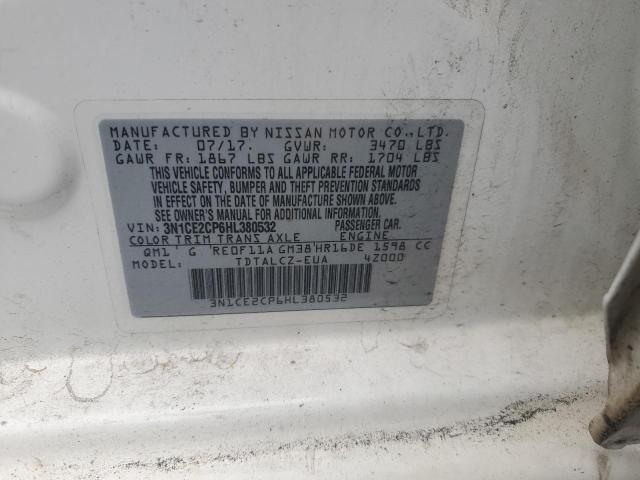 MANUFACTURED BY NISSAN MOTOR CO.,LTD.
DATE: 07/17. GVWR: 3470 LBS
GAWR FR: 1867 LBS GAWR RR: 1704 LBS
THIS VEHICLE CONFORMS TO ALL APPLICABLE FEDERAL MOTOR
VEHICLE SAFETY, BUMPER AND THEFT PREVENTION STANDARDS
IN EFFECT ON THE DATE OF MANUFACTURE SHOWN ABOVE.
SEE OWNER'S MANUAL FOR ADDITIONAL INFORMATION.
VIN: 3N1CE2CP6HL380532 PASSENGER CAR.
COLOR TRIM TRANS AXLE ENGINE
QM1' G 'RE0F11A GM38'HR16DE 1598 CC
MODEL: TDTALCZ-EUA 4Z000
3N1CE2CP6HL380532